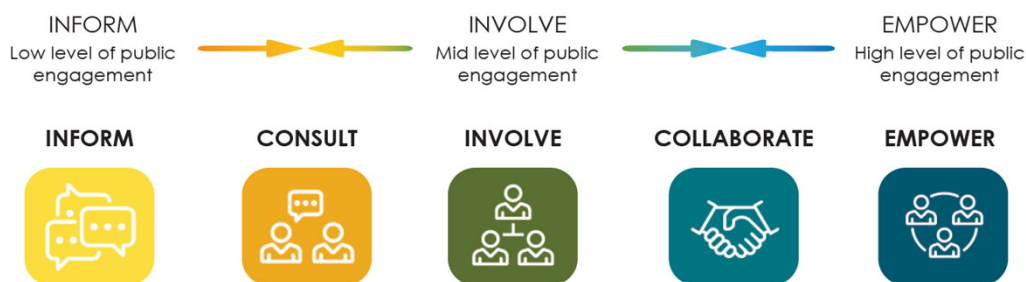 INFORM
Low level of public
engagement
INVOLVE
Mid level of public
engagement
EMPOWER
High level of public
engagement
INFORM
CONSULT
INVOLVE
COLLABORATE
EMPOWER